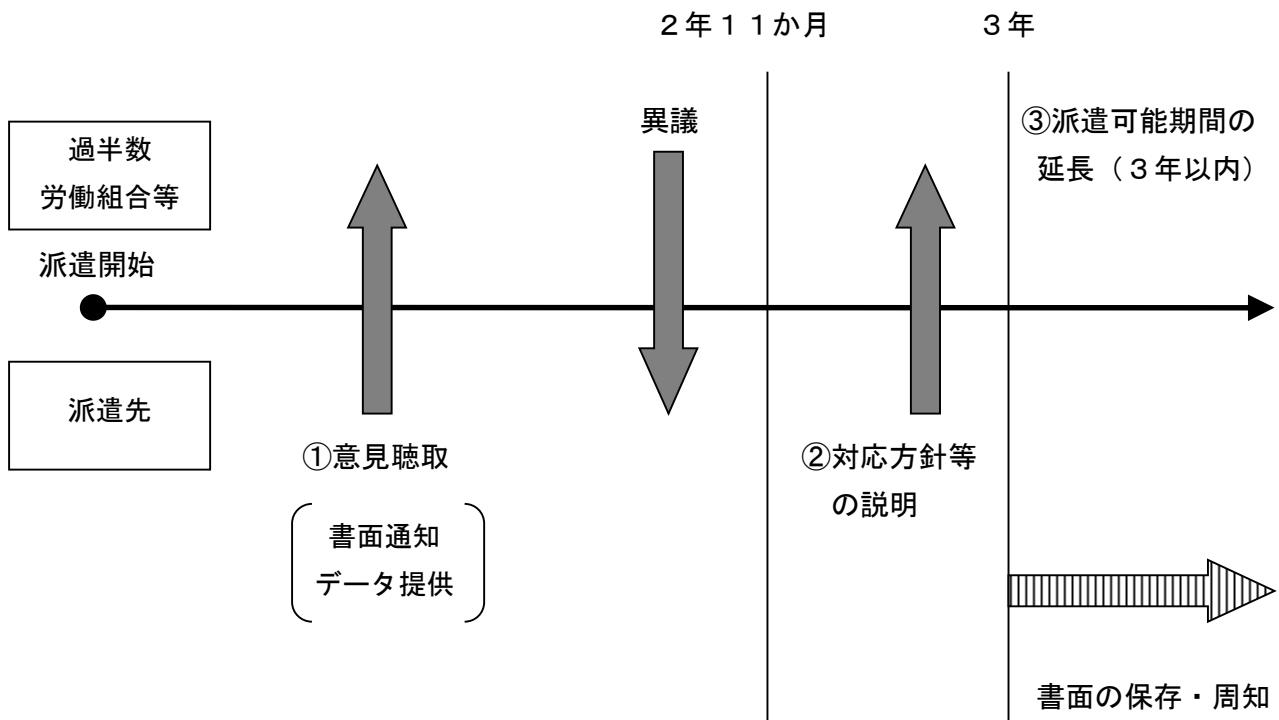 ２年１１か月
３年
過半数
労働組合等
異議
③派遣可能期間の
延長（３年以内）
派遣開始
派遣先
①意見聴取
書面通知
データ提供
②対応方針等
の説明
書面の保存・周知